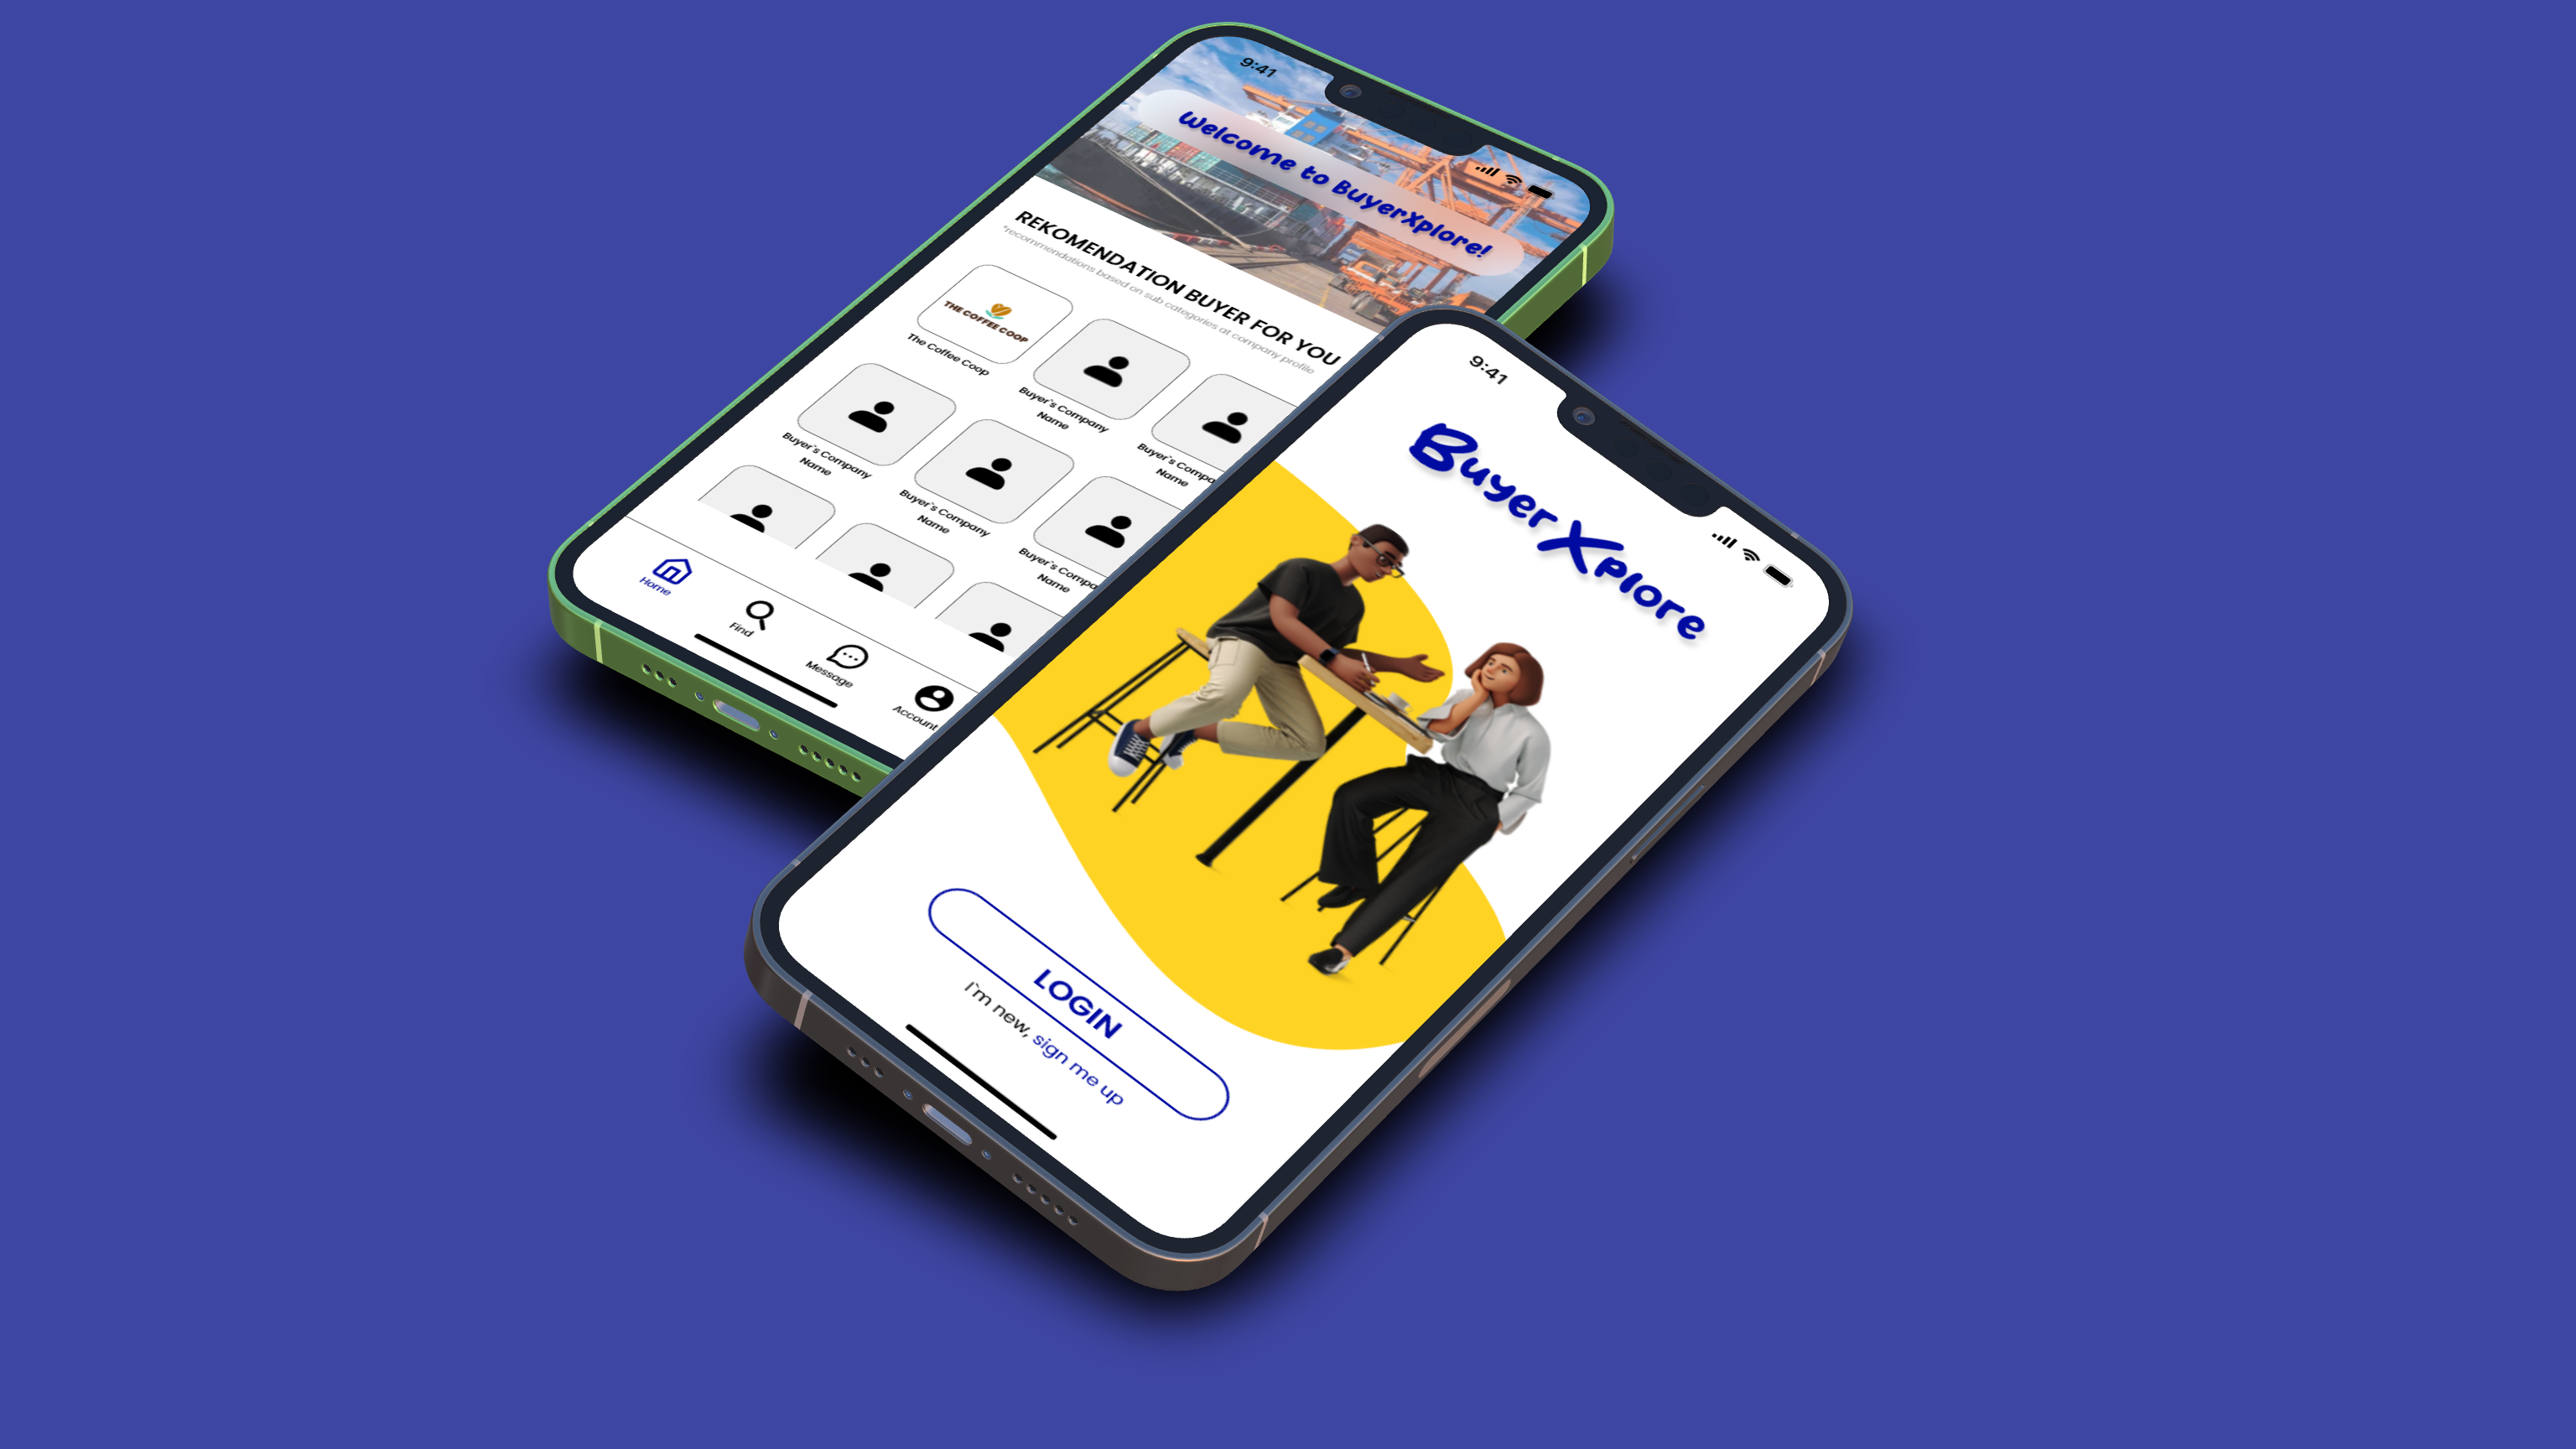 9:41
Welcome to BuyerXplore!
REKOMENDATION BUYER FOR YOU
*recommendations based on sub categories at company profile
THE COFFEE COOP
The Coffee Coop
Buyer's Company
Name
Buyer's Compa
Name
Buyer's Company
Name
Buyer's Company
Name
Buyer's Compa
Name
Home
Find
Message
Account
9:41
BuyerXplore
LOGIN
I'm new, sign me up